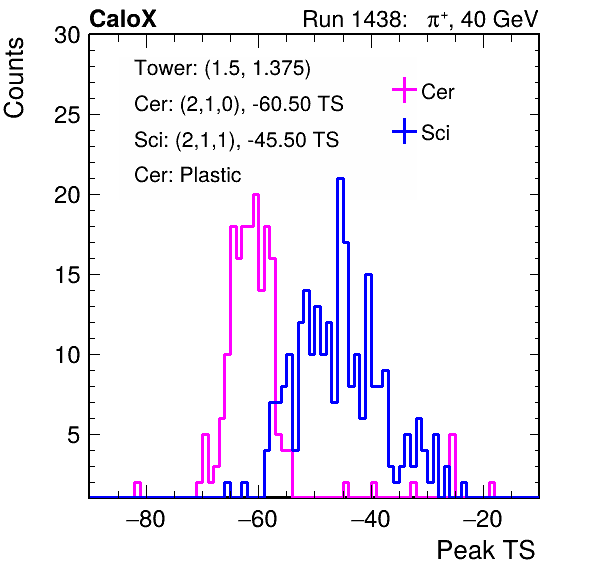 CaloX Run 1438: π⁺, 40 GeV
Counts
30
25
20
15
10
5
Tower: (1.5, 1.375)
Cer: (2,1,0), -60.50 TS
Sci: (2,1,1), -45.50 TS
Cer: Plastic
Cer
Sci
−80 −60 −40 −20
Peak TS